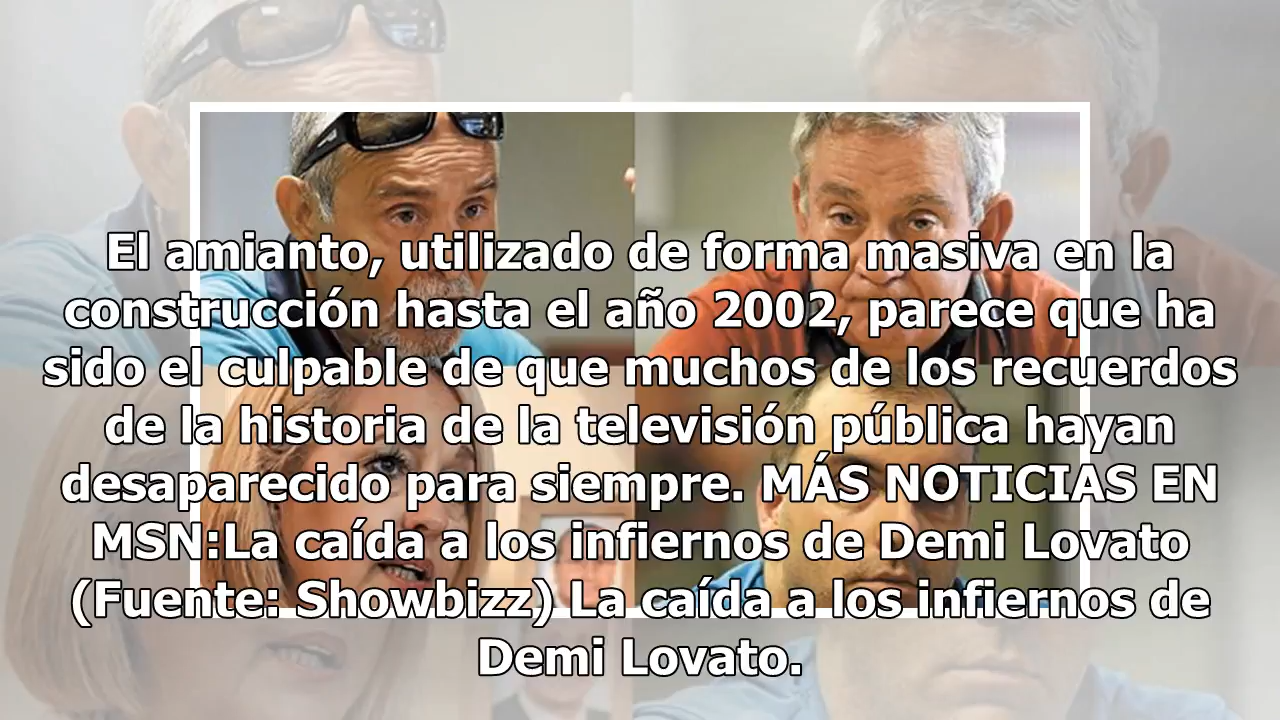 El amianto, utilizado de forma masiva en la
construcción hasta el año 2002, parece que ha
sido el culpable de que muchos de los recuerdos
de la historia de la televisión pública hayan
desaparecido para siempre. MÁS NOTICIAS EN
MSN:La caída a los infiernos de Demi Lovato
(Fuente: Showbizz) La caída a los infiernos de
Demi Lovato.